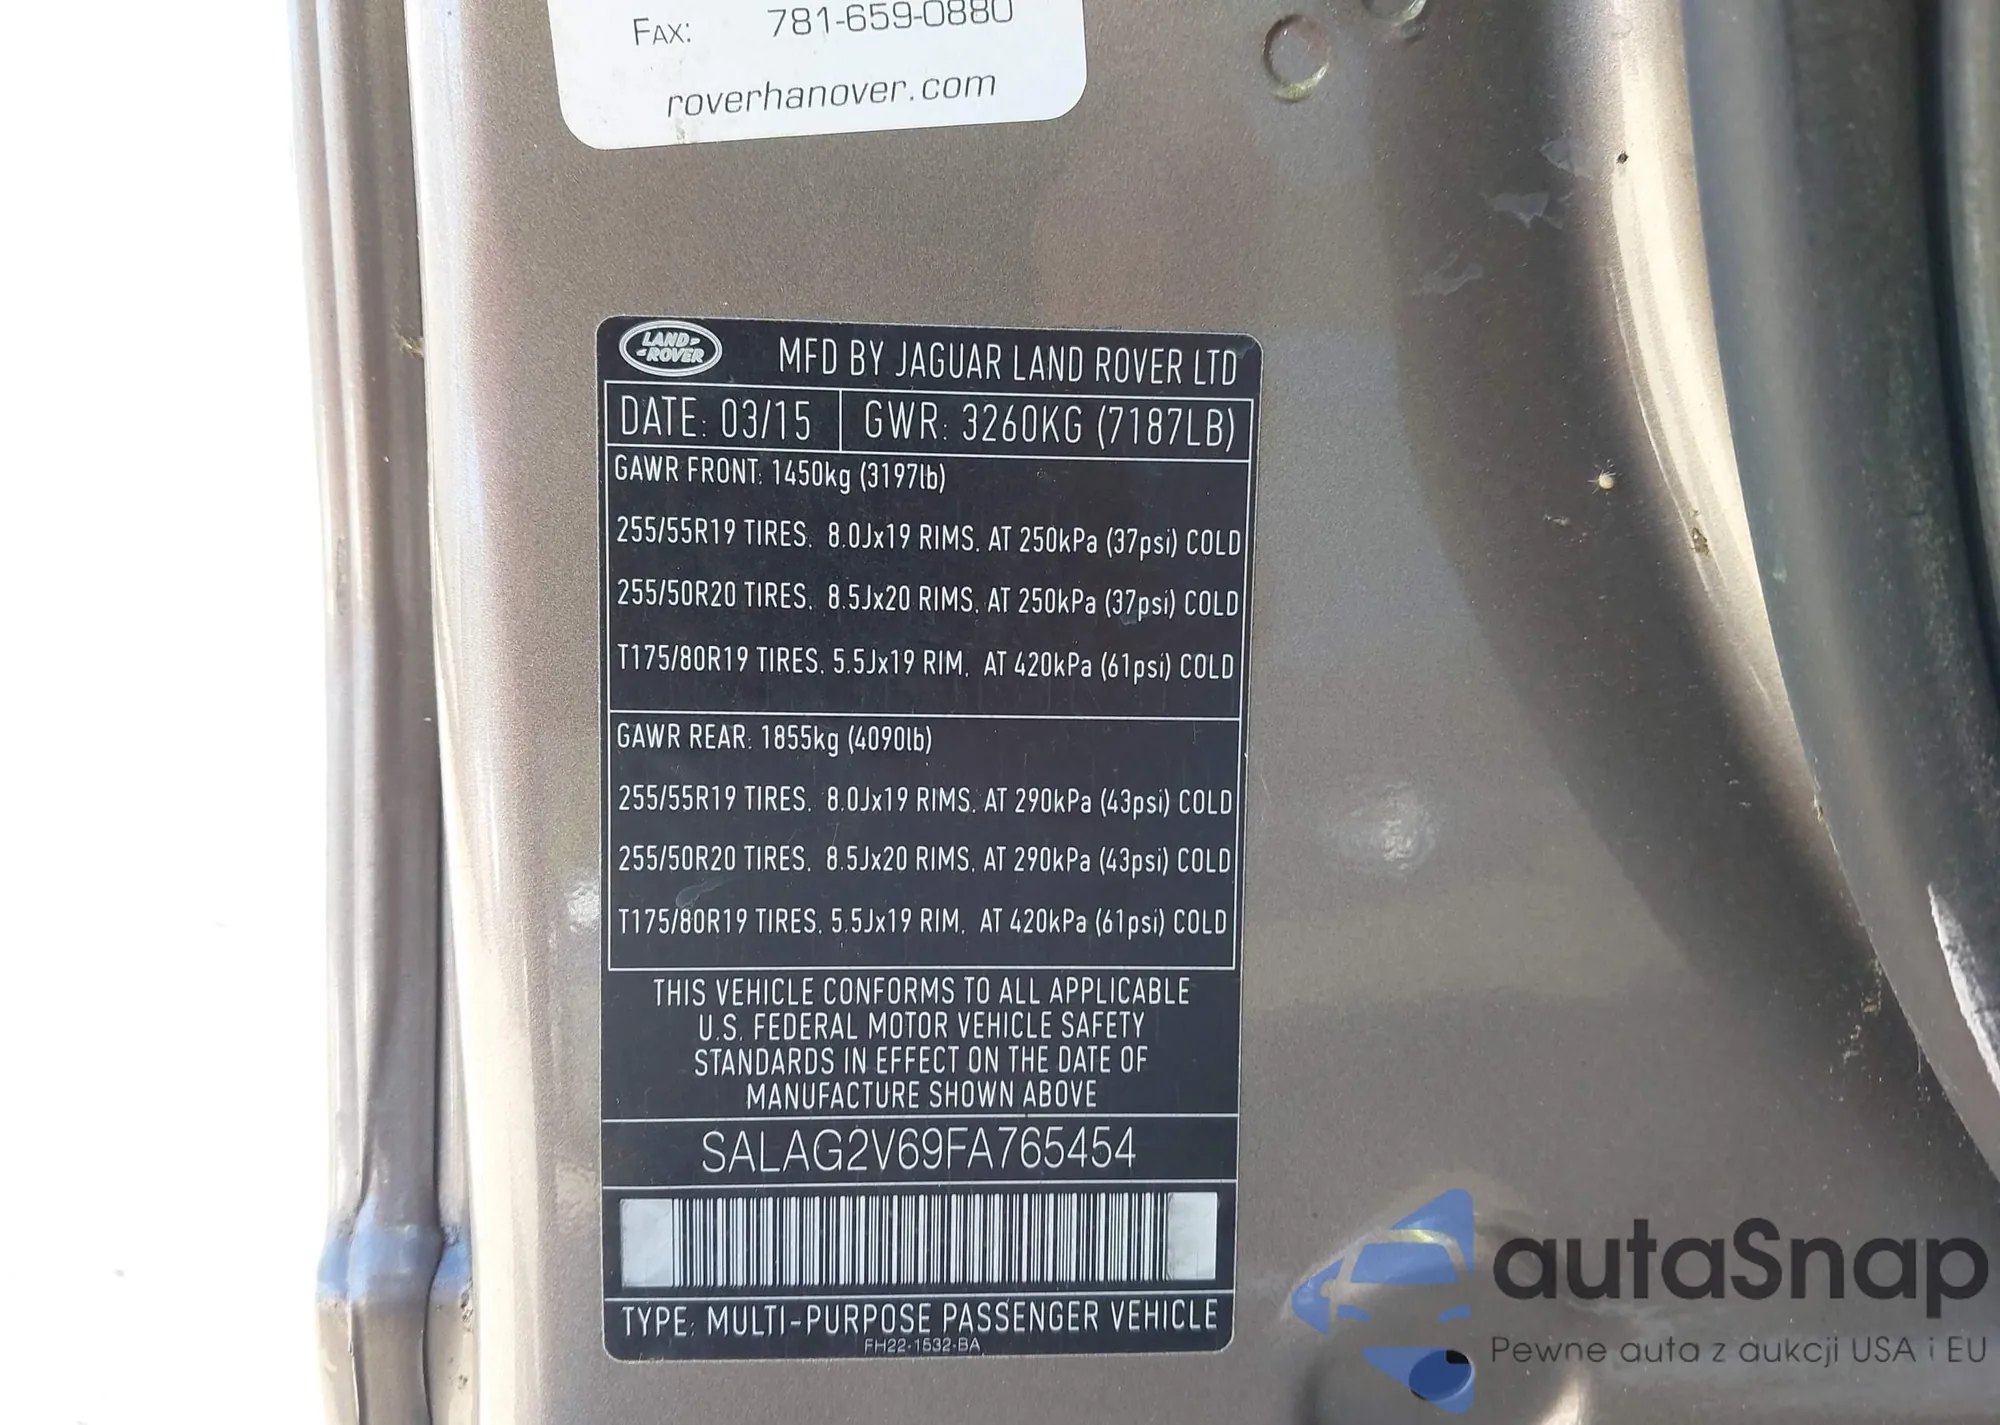 FAX: 781-659-0880
roverhanover.com
LAND-
-ROVER
MFD BY JAGUAR LAND ROVER LTD
DATE: 03/15 GWR: 3260KG (7187LB)
GAWR FRONT: 1450kg (3197lb)
255/55R19 TIRES. 8.0Jx19 RIMS. AT 250kPa (37psi) COLD
255/50R20 TIRES. 8.5Jx20 RIMS. AT 250kPa (37psi) COLD
T175/80R19 TIRES. 5.5Jx19 RIM. AT 420kPa (61psi) COLD
GAWR REAR: 1855kg (4090lb)
255/55R19 TIRES. 8.0Jx19 RIMS. AT 290kPa (43psi) COLD
255/50R20 TIRES. 8.5Jx20 RIMS. AT 290kPa (43psi) COLD
T175/80R19 TIRES. 5.5Jx19 RIM. AT 420kPa (61psi) COLD
THIS VEHICLE CONFORMS TO ALL APPLICABLE
U.S. FEDERAL MOTOR VEHICLE SAFETY
STANDARDS IN EFFECT ON THE DATE OF
MANUFACTURE SHOWN ABOVE
SALAG2V69FA765454
TYPE: MULTI-PURPOSE PASSENGER VEHICLE
FH22-1532-BA
autaSnap
Pewne auta z aukcji USA i EU